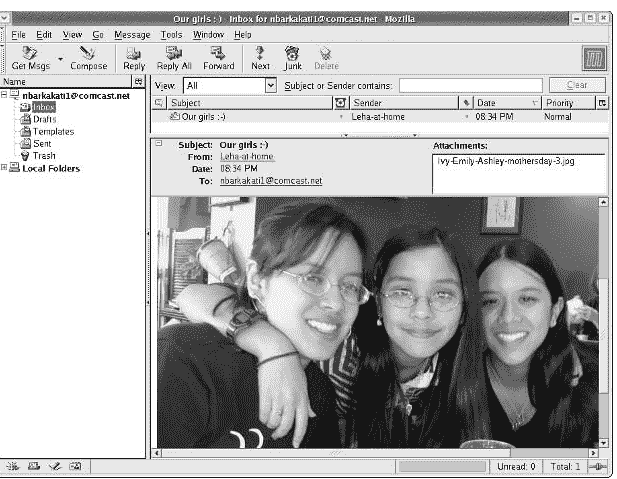 Our girls :-) - Inbox for nbarkakati1@comcast.net - Mozilla
File Edit View Go Message Tools Window Help
Get Msgs Compose Reply Reply All Forward Next Junk Delete
Name
nbarkakati1@comcast.net
Inbox
Drafts
Templates
Sent
Trash
Local Folders
View: All Subject or Sender contains: Clear
Subject Sender Date Priority
Our girls :-) Leha-at-home 08:34 PM Normal
Subject: Our girls :-)
From: Leha-at-home
Date: 08:34 PM
To: nbarkakati1@comcast.net
Attachments:
Ivy-Emily-Ashley-mothersday-3.jpg
Unread: 0 Total: 1